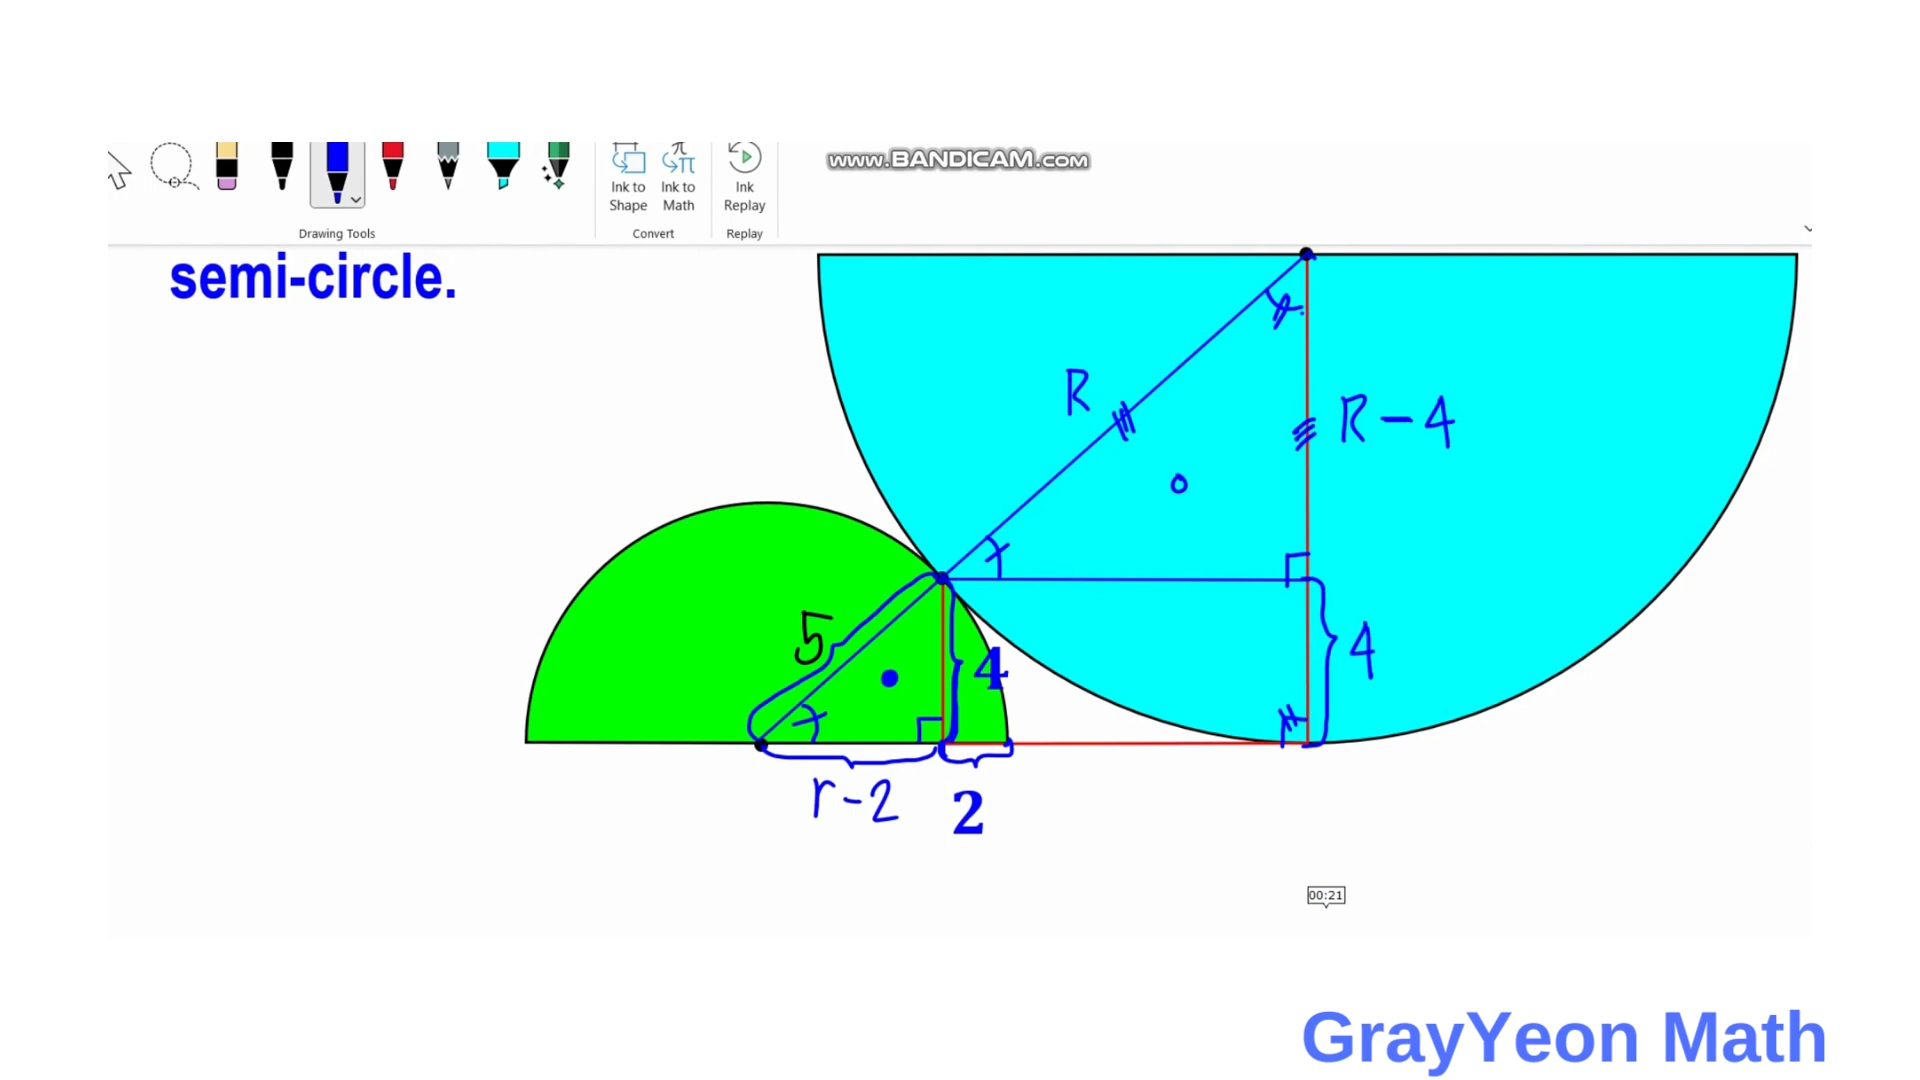 www.BANDICAM.com
Ink to Shape
Ink to Math
Ink Replay
Drawing Tools
Convert
Replay
semi-circle.
R
R-4
5
4
4
r-2
2
00:21
GrayYeon Math